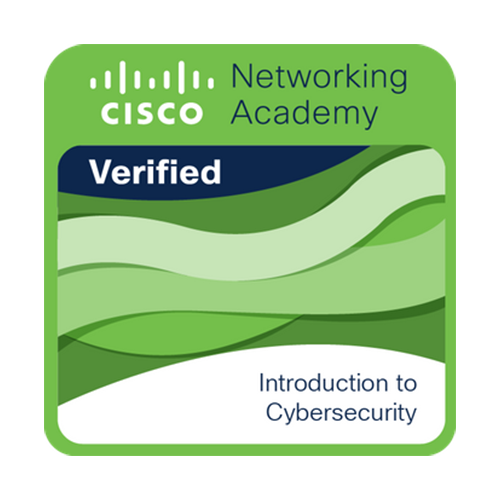 CISCO
Networking
Academy
Verified
Introduction to
Cybersecurity